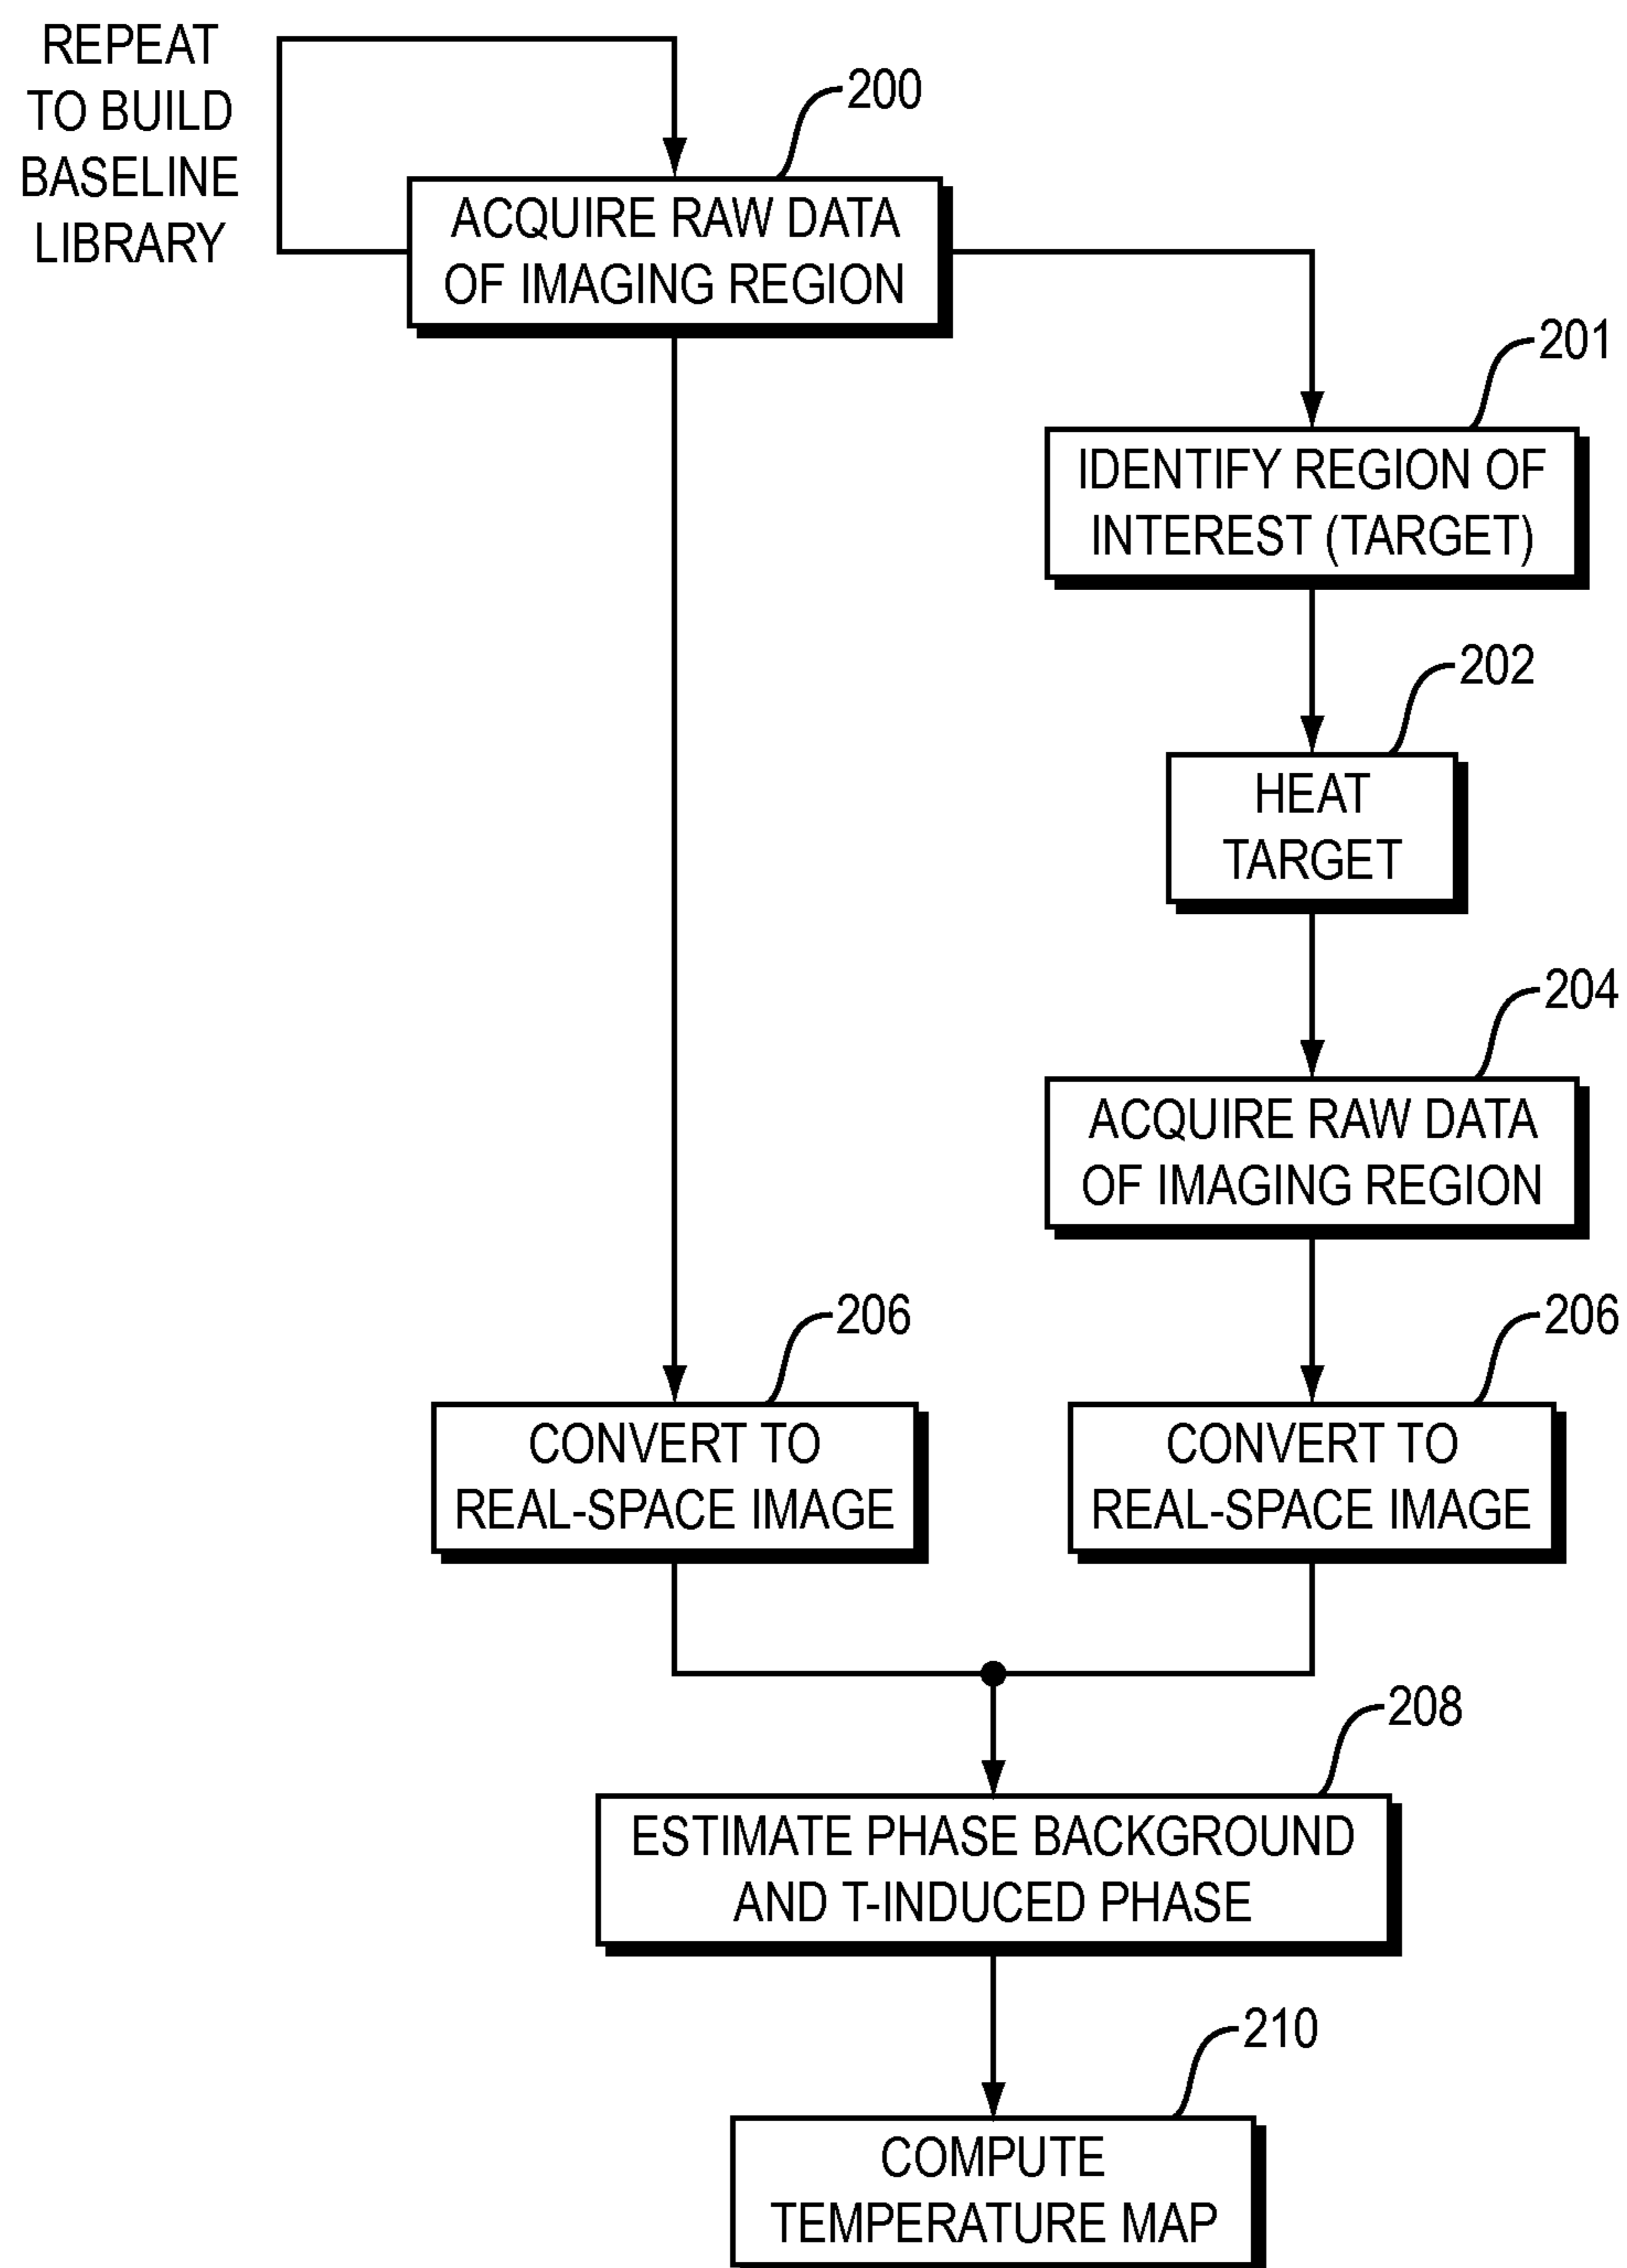 REPEAT
TO BUILD
BASELINE
LIBRARY
200
ACQUIRE RAW DATA
OF IMAGING REGION
201
IDENTIFY REGION OF
INTEREST (TARGET)
202
HEAT
TARGET
204
ACQUIRE RAW DATA
OF IMAGING REGION
206
CONVERT TO
REAL-SPACE IMAGE
206
CONVERT TO
REAL-SPACE IMAGE
208
ESTIMATE PHASE BACKGROUND
AND T-INDUCED PHASE
210
COMPUTE
TEMPERATURE MAP